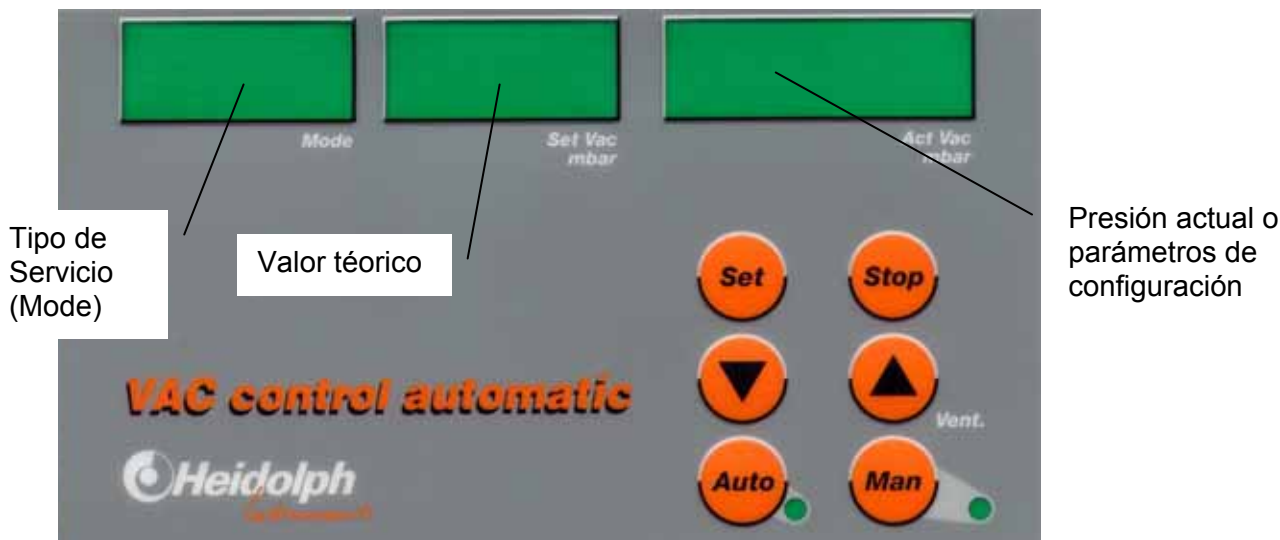 Mode
Set Vac
mbar
Act Vac
mbar
Tipo de
Servicio
(Mode)
Valor téorico
Presión actual o
parámetros de
configuración
Set
Stop
Vent.
VAC control automatic
Heidolph
Auto
Man